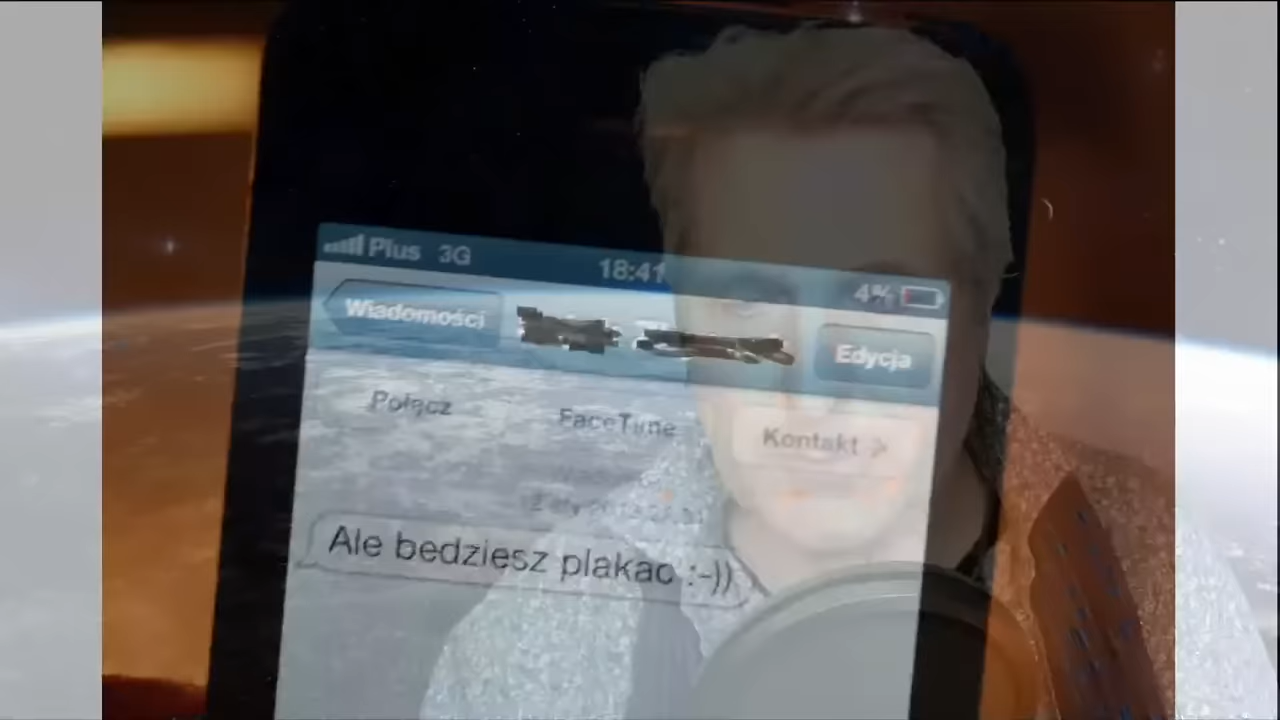 Plus 3G 18:41 4%
Wiadomości Edycja
Połącz FaceTime Kontakt >
Ale bedziesz plakac :-))